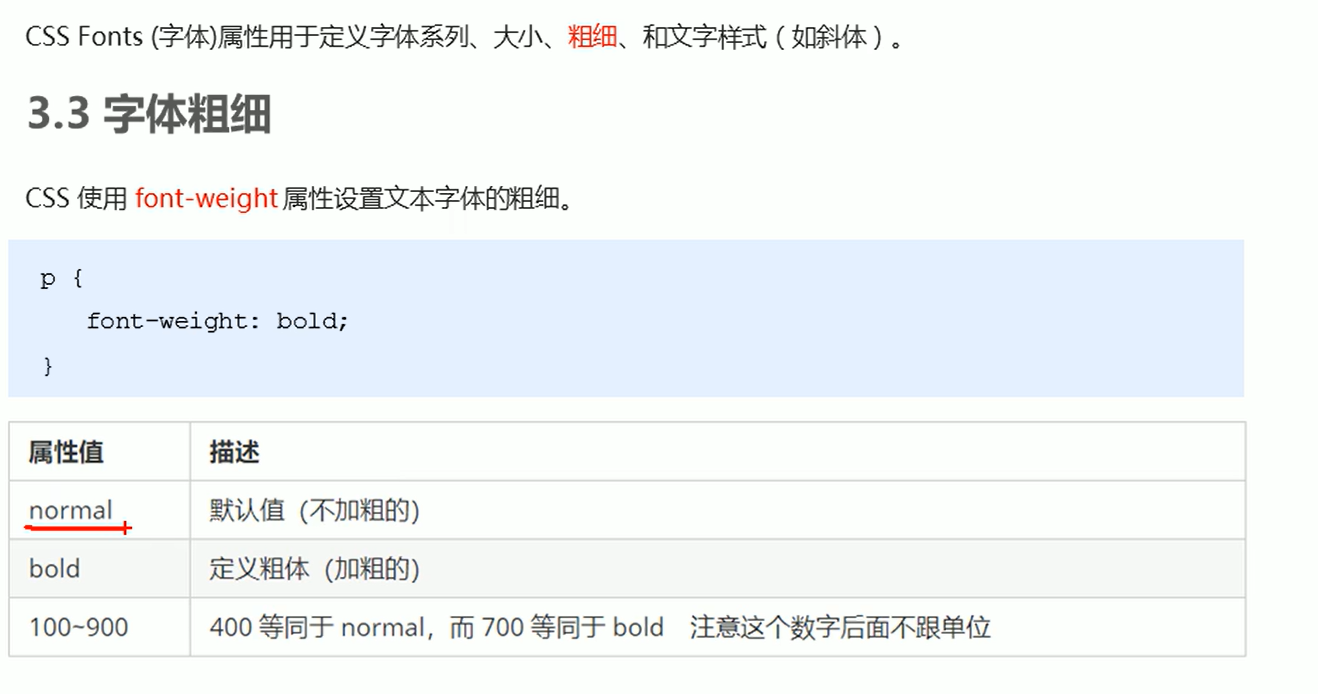 CSS Fonts (字体)属性用于定义字体系列、大小、粗细、和文字样式（如斜体）。
3.3 字体粗细
CSS 使用 font-weight 属性设置文本字体的粗细。
p {
font-weight: bold;
}
属性值 描述
normal 默认值（不加粗的）
bold 定义粗体（加粗的）
100~900 400 等同于 normal，而 700 等同于 bold 注意这个数字后面不跟单位